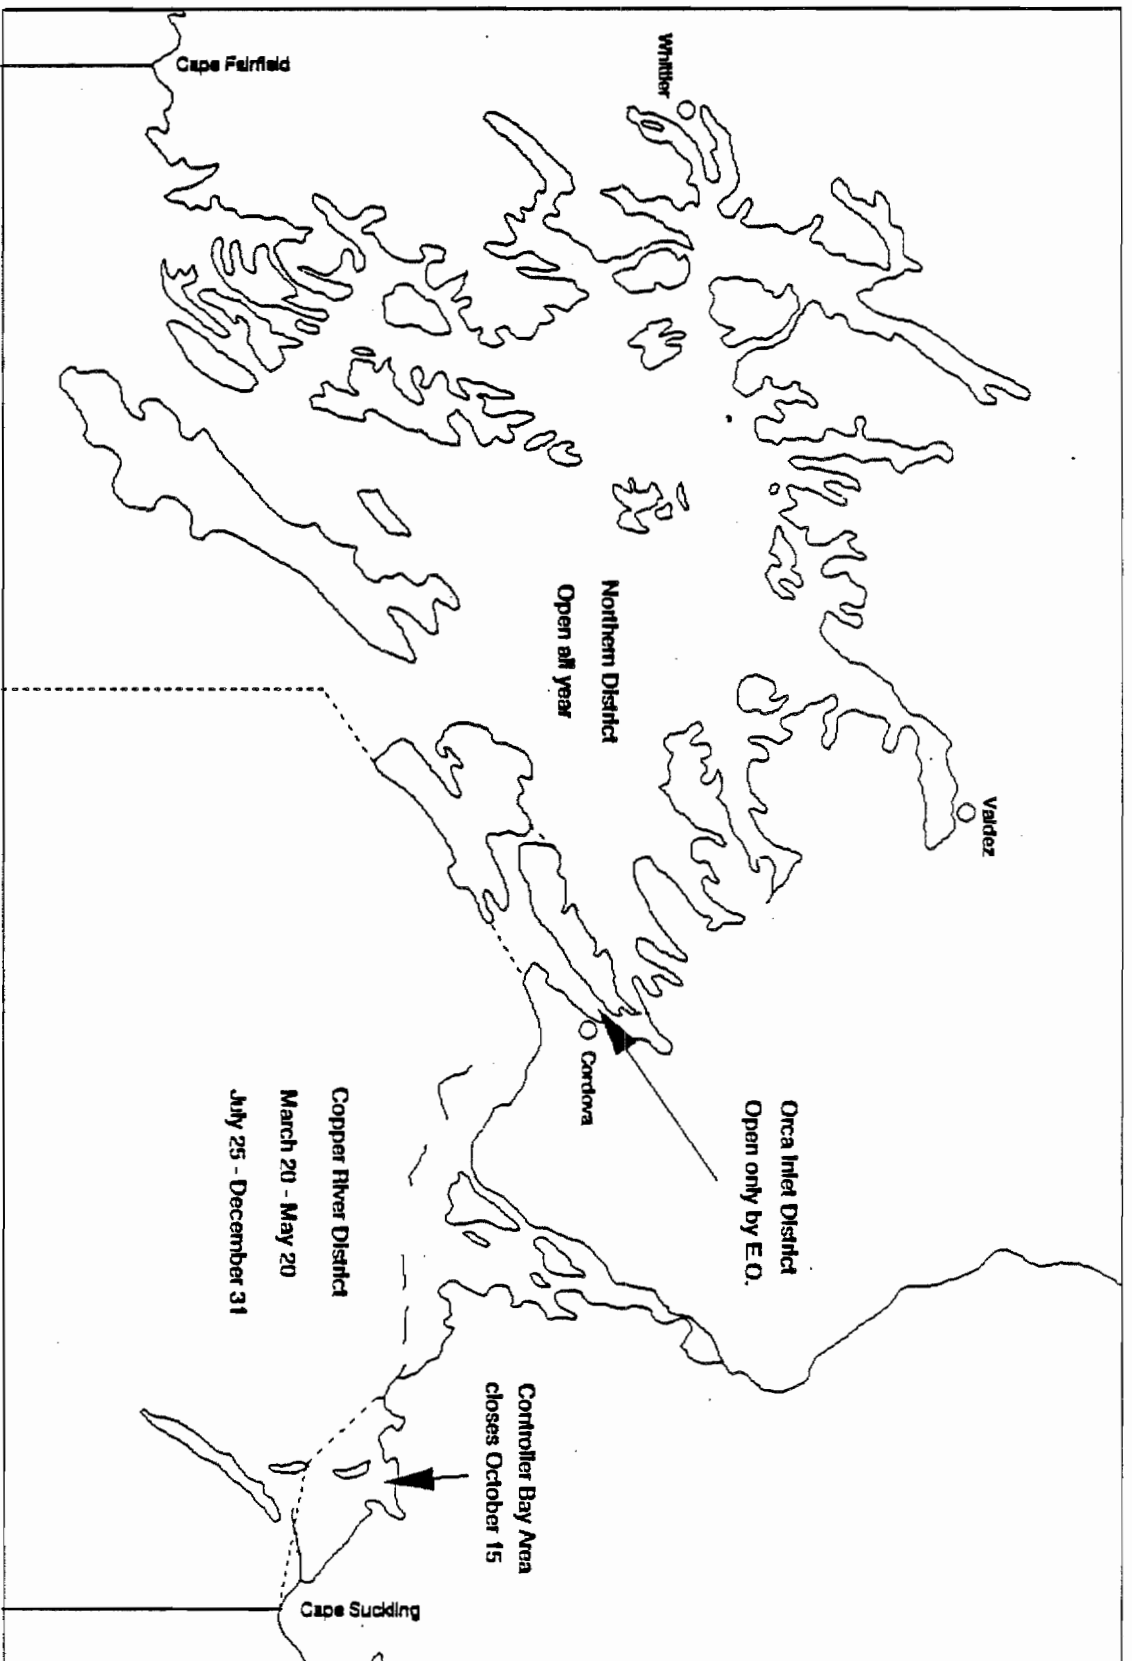 Cape Fairfield
Whittier
Valdez
Northern District
Open all year
Cordova
Orca Inlet District
Open only by E.O.
Copper River District
March 20 - May 20
July 25 - December 31
Controller Bay Area
closes October 15
Cape Suckling